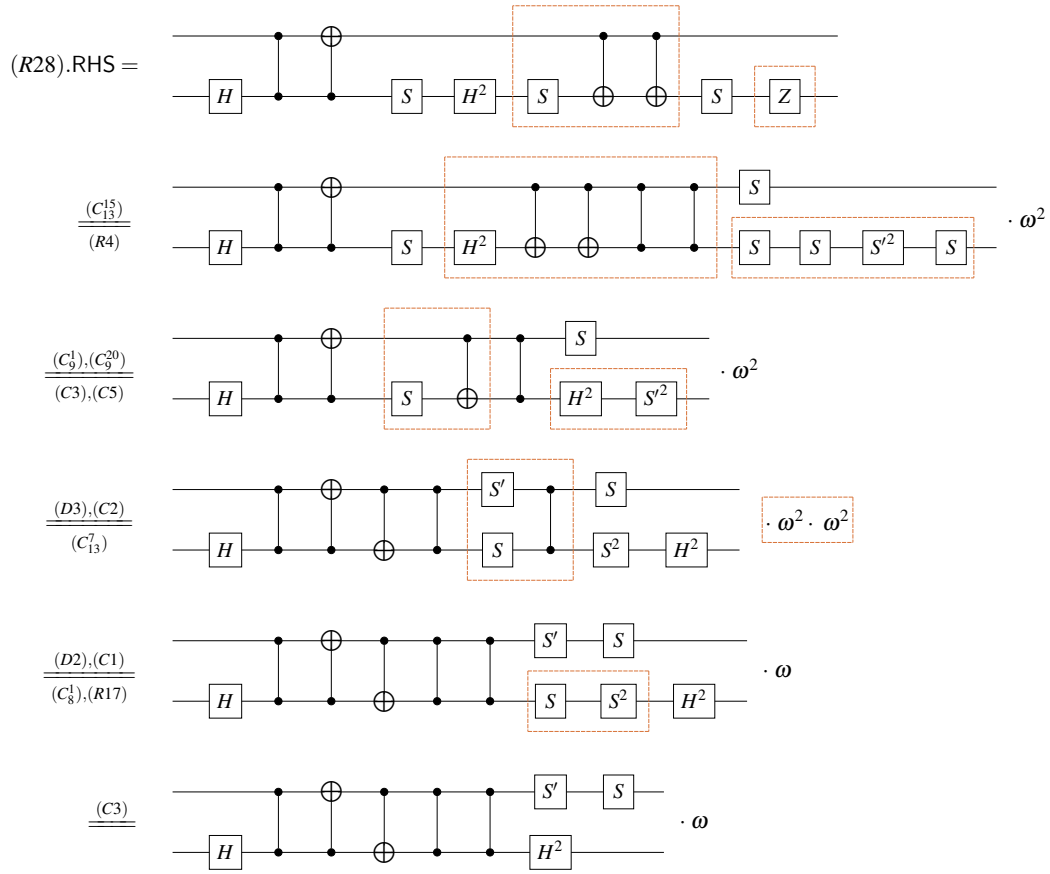 (R28).RHS = H S H² S S Z
(C₁₃¹⁵) S
(R4) H S H² S S S′² S · ω²
(C₉¹),(C₉²⁰) S
(C3),(C5) H S H² S′² · ω²
(D3),(C2) S′ S
(C₁₃⁷) H S S² H² · ω² · ω²
(D2),(C1) S′ S
(C₈¹),(R17) H S S² H² · ω
(C3) S′ S
H H² · ω